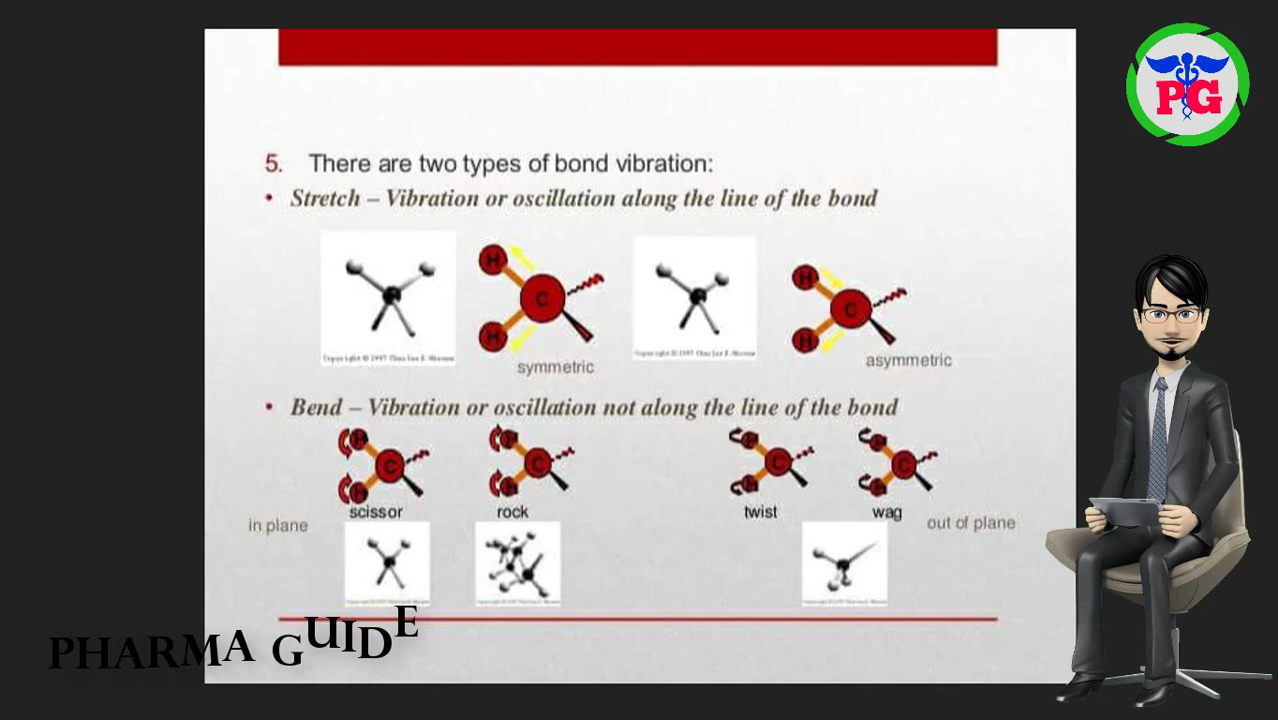 PG
5. There are two types of bond vibration:
• Stretch – Vibration or oscillation along the line of the bond
H
C
H
H
C
H
symmetric
asymmetric
• Bend – Vibration or oscillation not along the line of the bond
H
C
H
H
C
H
H
C
H
H
C
H
scissor
rock
twist
wag
in plane
out of plane
PHARMA GUIDE